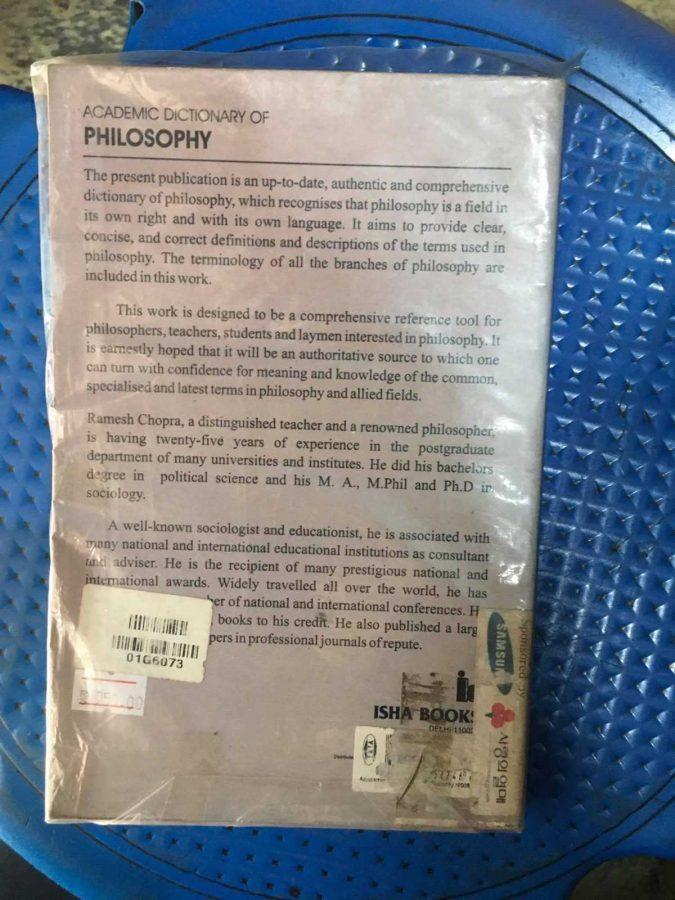 ACADEMIC DICTIONARY OF
PHILOSOPHY
The present publication is an up-to-date, authentic and comprehensive
dictionary of philosophy, which recognises that philosophy is a field in
its own right and with its own language. It aims to provide clear,
concise, and correct definitions and descriptions of the terms used in
philosophy. The terminology of all the branches of philosophy are
included in this work.
This work is designed to be a comprehensive reference tool for
philosophers, teachers, students and laymen interested in philosophy. It
is earnestly hoped that it will be an authoritative source to which one
can turn with confidence for meaning and knowledge of the common,
specialised and latest terms in philosophy and allied fields.
Ramesh Chopra, a distinguished teacher and a renowned philosopher,
is having twenty-five years of experience in the postgraduate
department of many universities and institutes. He did his bachelors
degree in political science and his M. A., M.Phil and Ph.D in
sociology.
A well-known sociologist and educationist, he is associated with
many national and international educational institutions as consultant
and adviser. He is the recipient of many prestigious national and
international awards. Widely travelled all over the world, he has
of national and international conferences.
books to his credit. He also published a
in professional journals of repute.
01G6073
SAMSU
Sponsored by
ISHA BOOKS
DELHI-1100